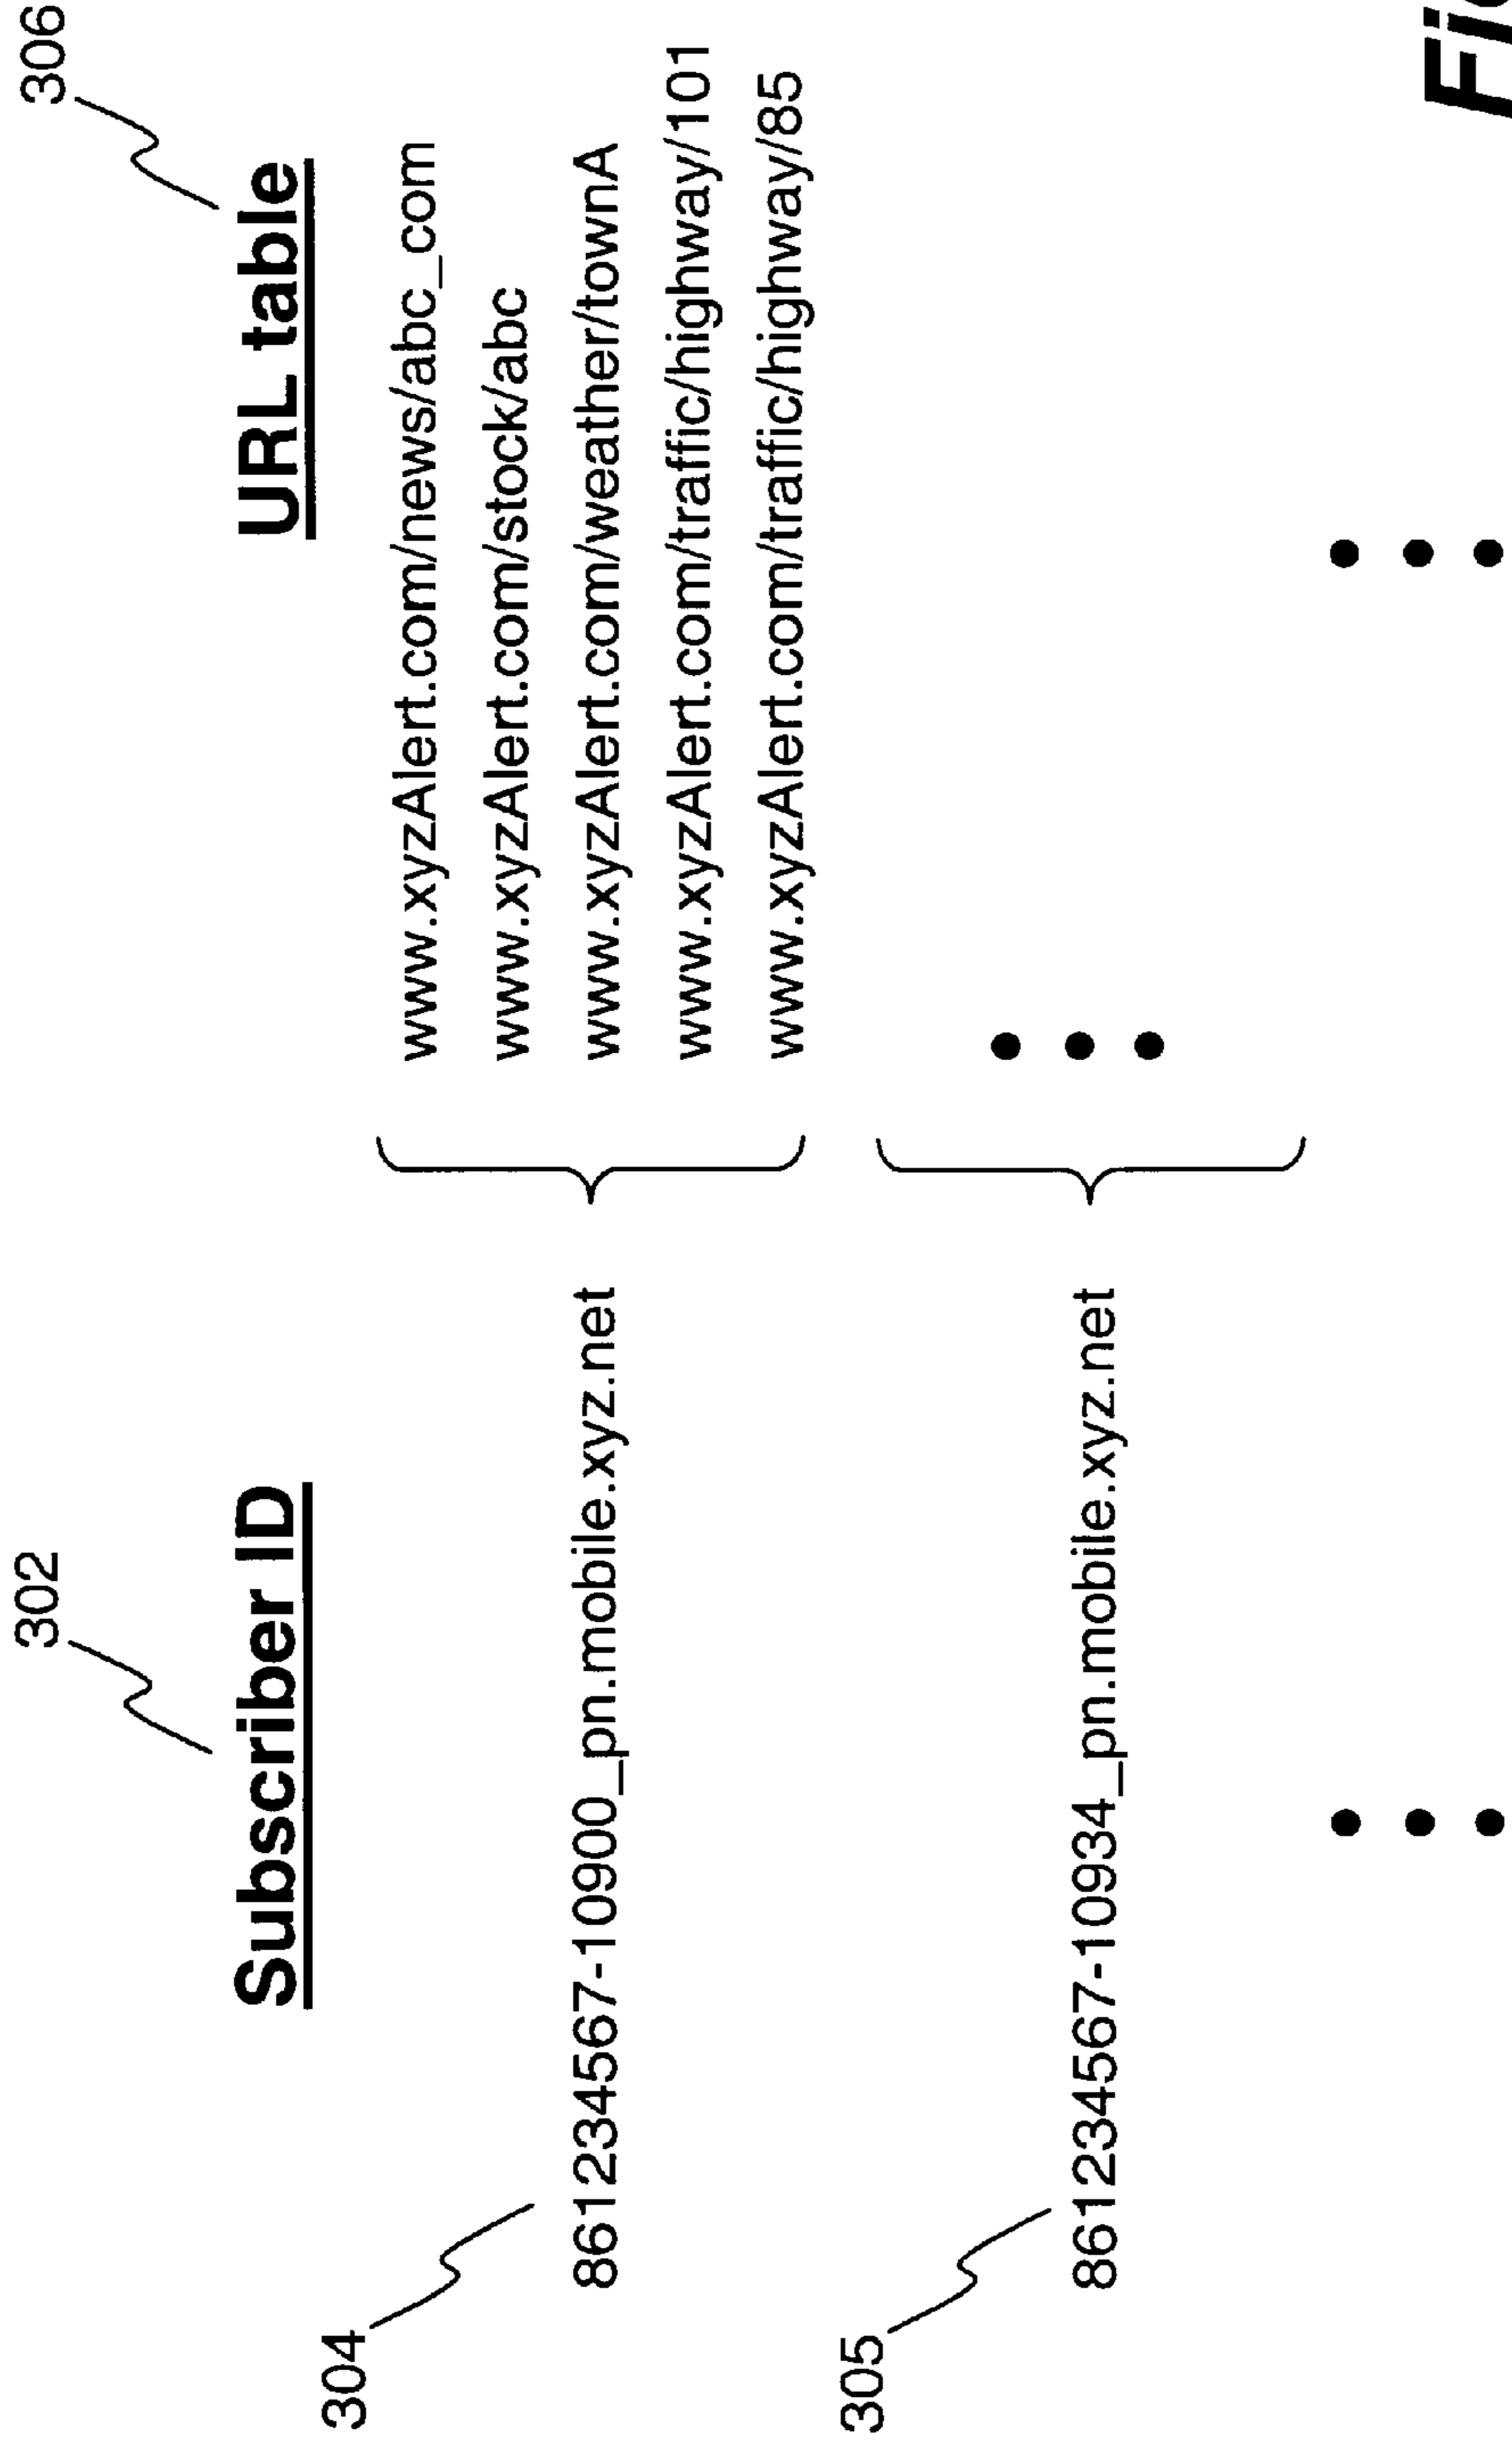 302
306
Subscriber ID
URL table
304
861234567-10900_pn.mobile.xyz.net
www.xyzAlert.com/news/abc_com
www.xyzAlert.com/stock/abc
www.xyzAlert.com/weather/townA
www.xyzAlert.com/traffic/highway/101
www.xyzAlert.com/traffic/highway/85
305
861234567-10934_pn.mobile.xyz.net